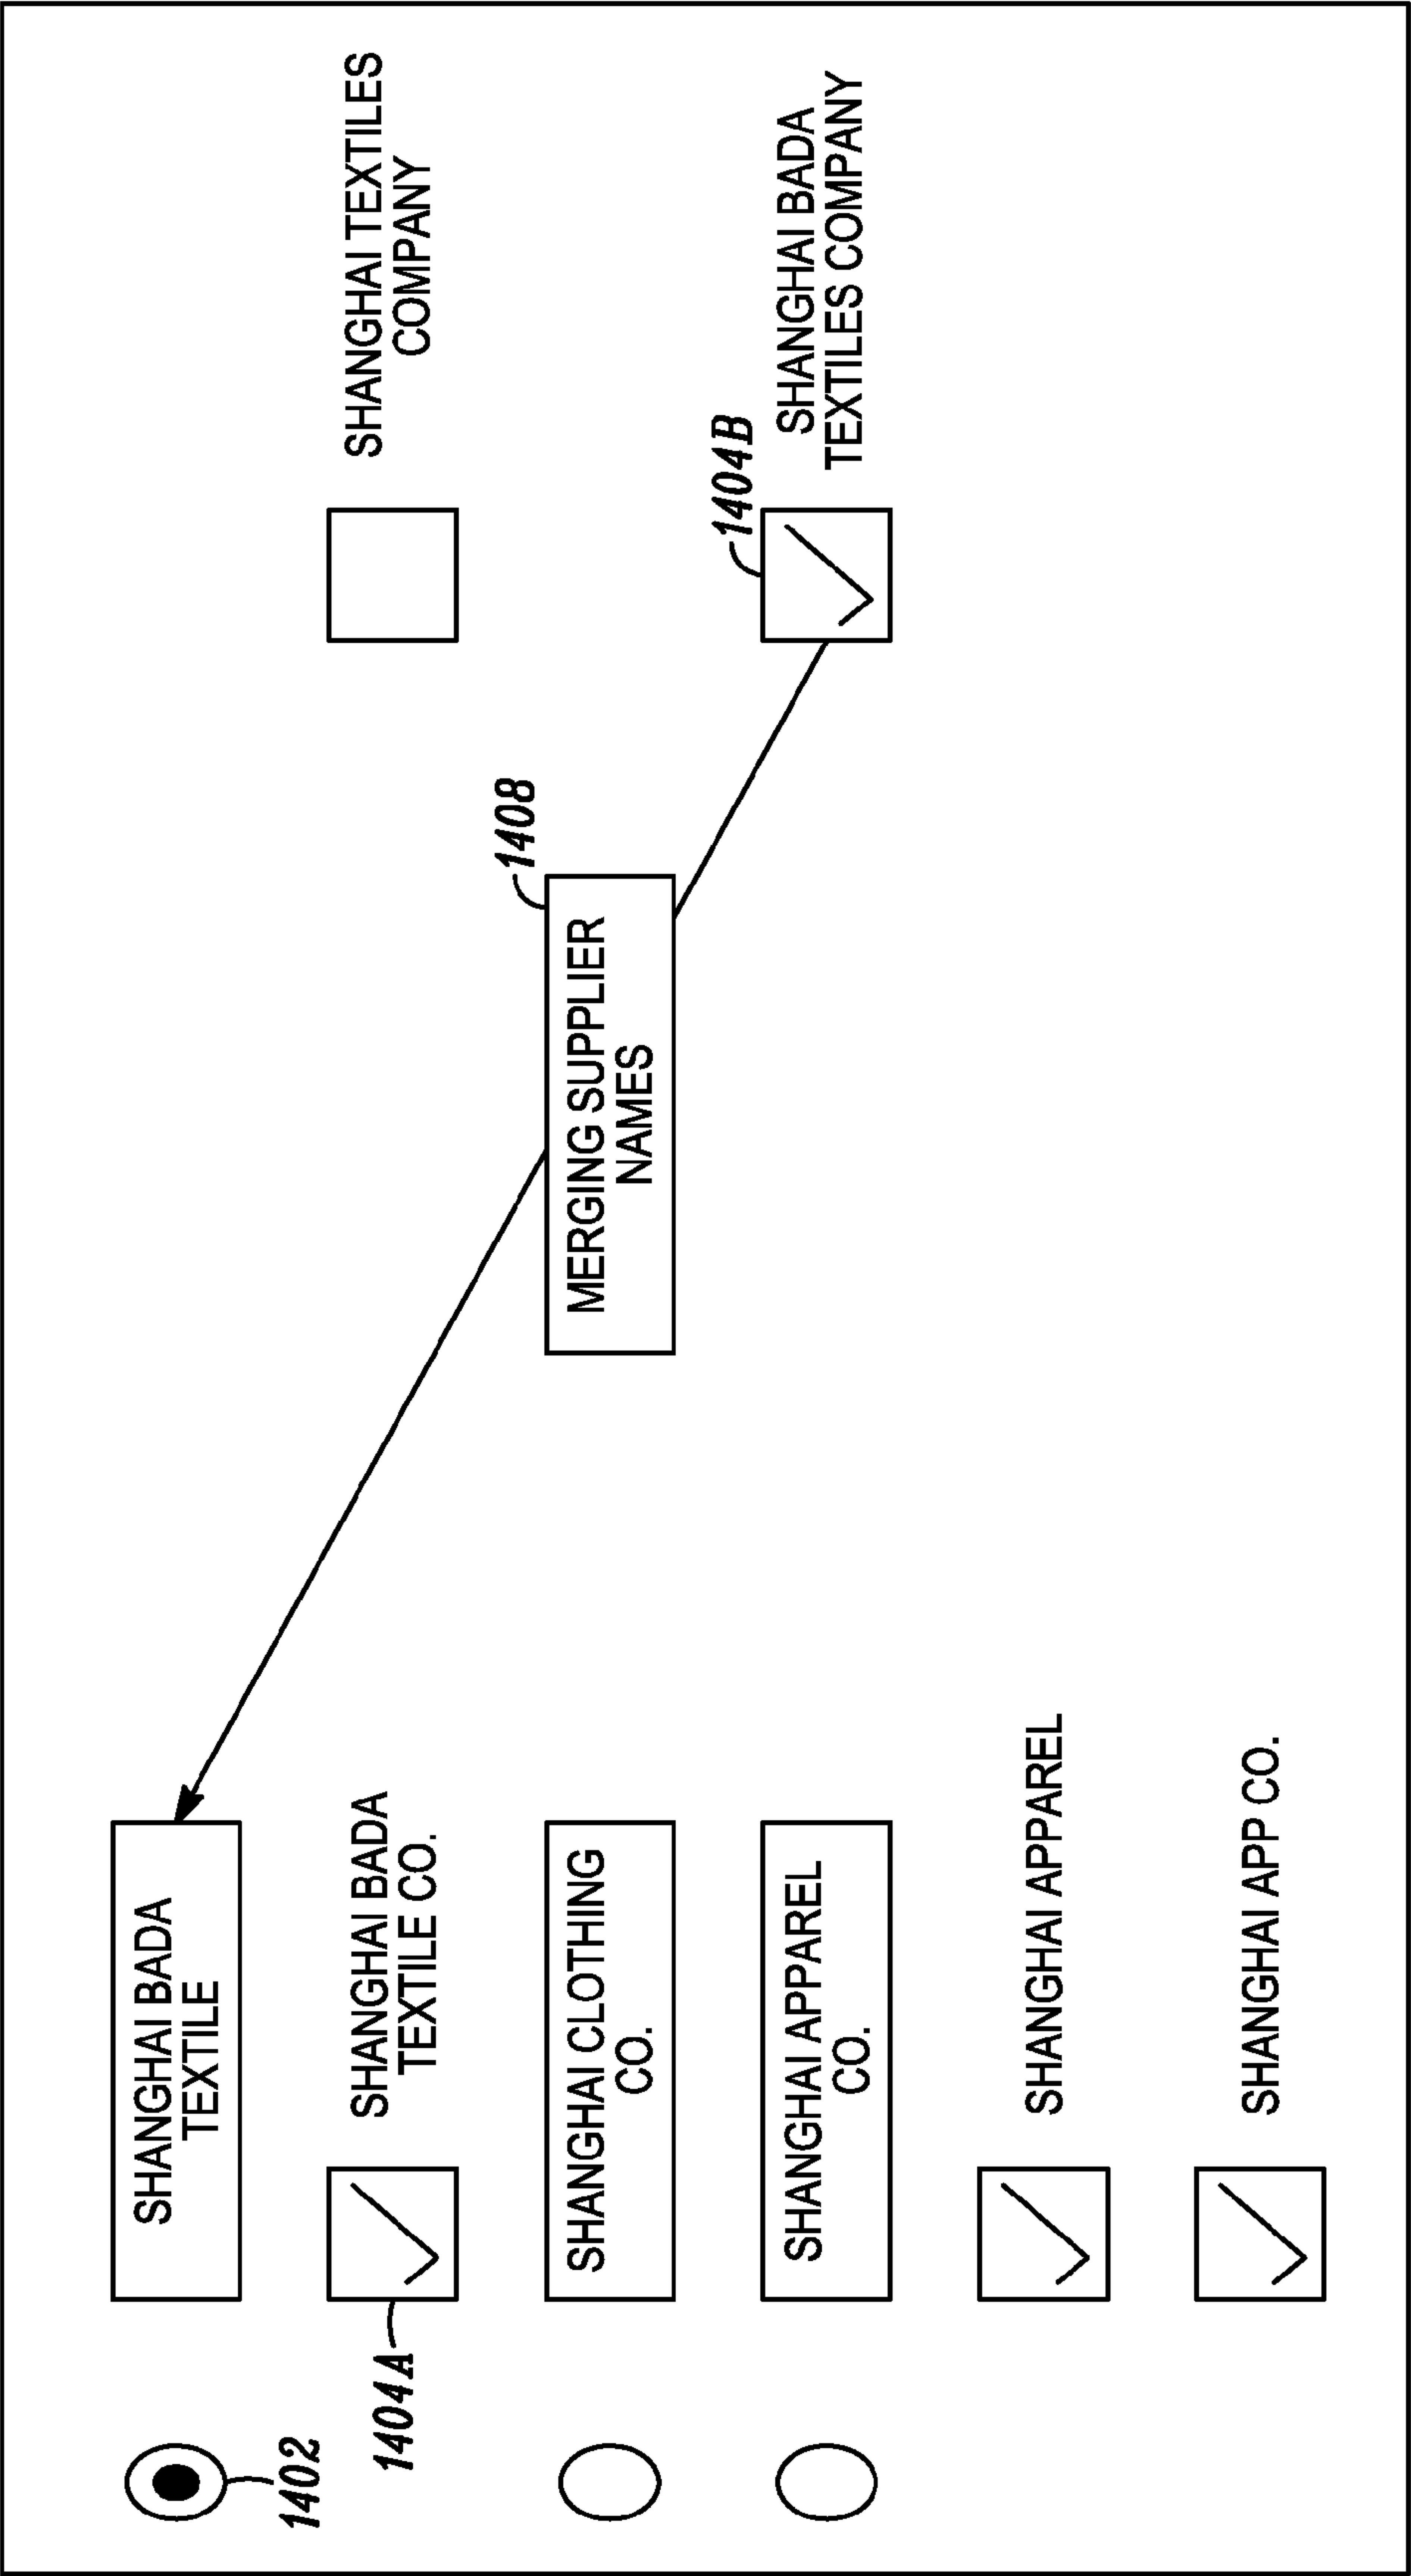 1402
SHANGHAI BADA
TEXTILE
1404A
SHANGHAI BADA
TEXTILE CO.
SHANGHAI TEXTILES
COMPANY
SHANGHAI CLOTHING
CO.
MERGING SUPPLIER
NAMES
1408
SHANGHAI APPAREL
CO.
1404B
SHANGHAI BADA
TEXTILES COMPANY
SHANGHAI APPAREL
SHANGHAI APP CO.